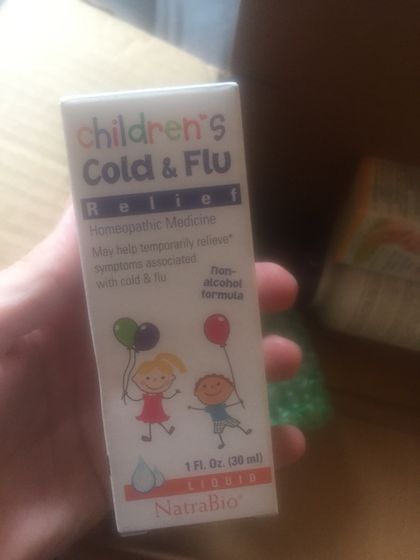 children's
Cold & Flu
Relief
Homeopathic Medicine
May help temporarily relieve*
symptoms associated
with cold & flu
Non-
alcohol
formula
1 Fl. Oz. (30 ml)
LIQUID
NatraBio®